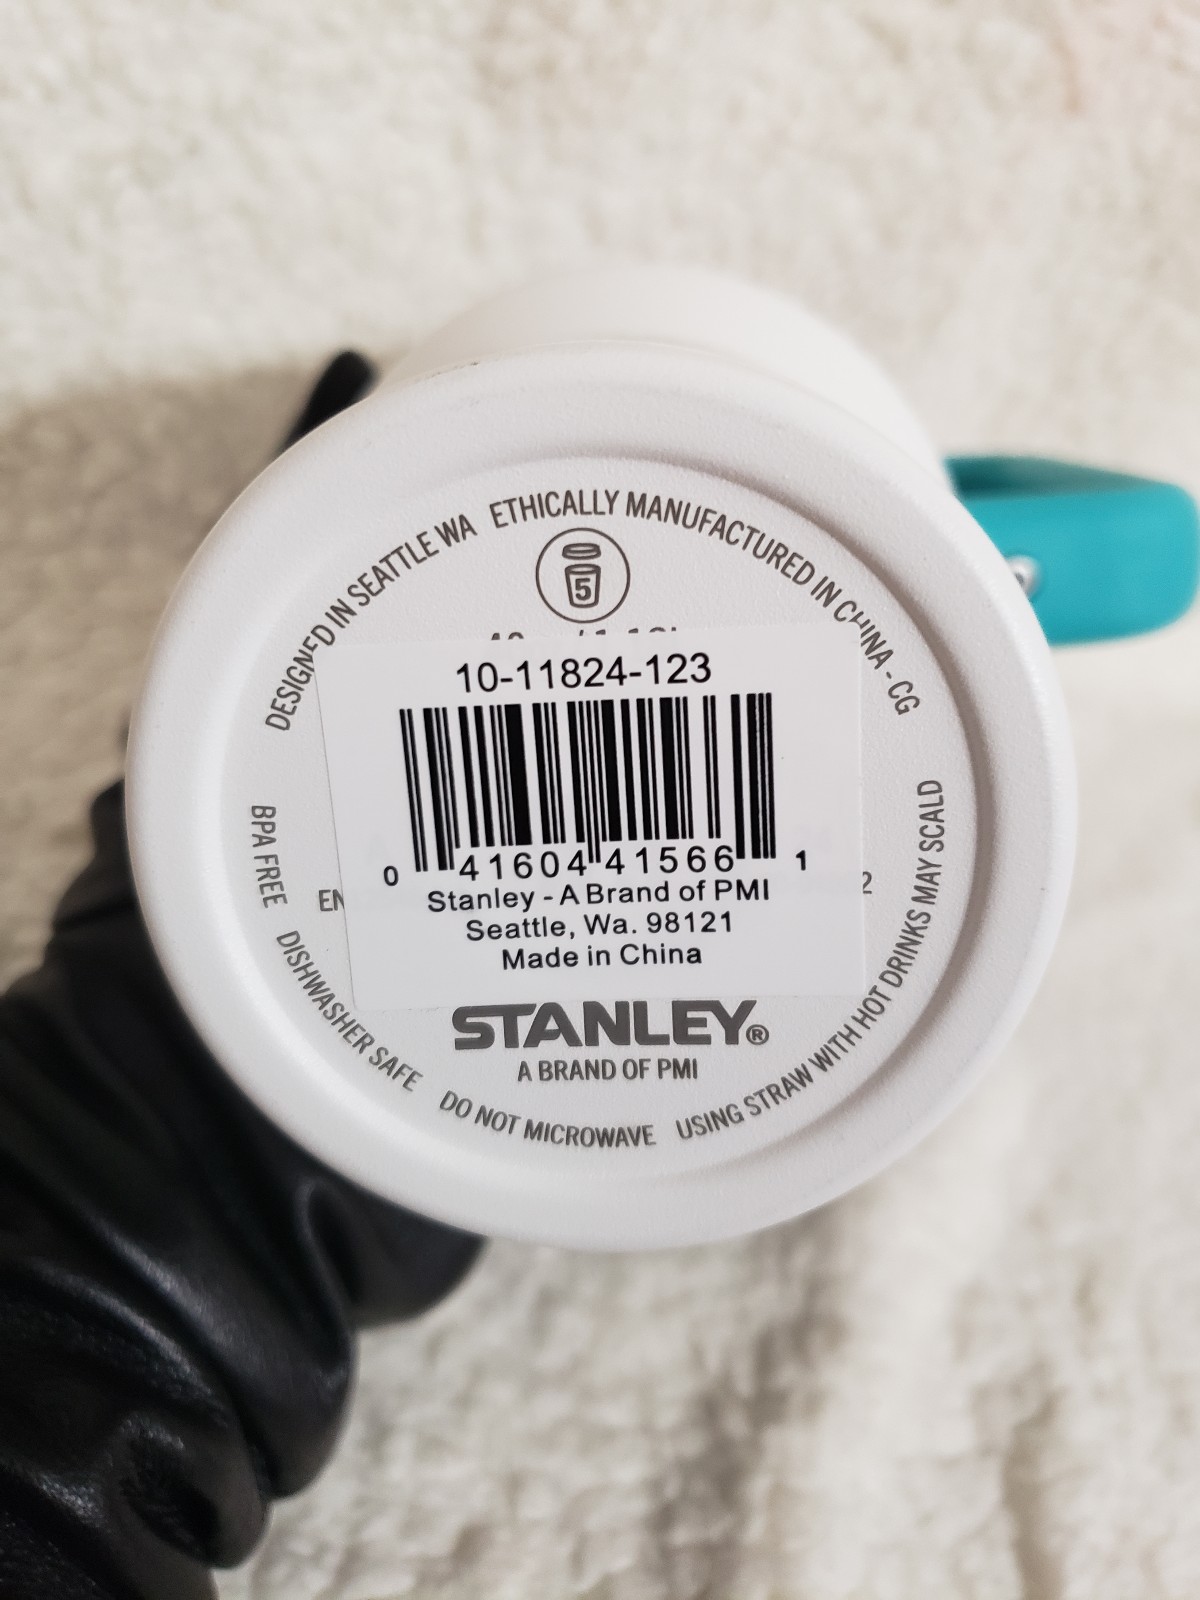 DESIGNED IN SEATTLE WA ETHICALLY MANUFACTURED IN CHINA - CG
5
10-11824-123
0 41604 41566 1
Stanley - A Brand of PMI
Seattle, Wa. 98121
Made in China
STANLEY®
A BRAND OF PMI
BPA FREE DISHWASHER SAFE DO NOT MICROWAVE USING STRAW WITH HOT DRINKS MAY SCALD